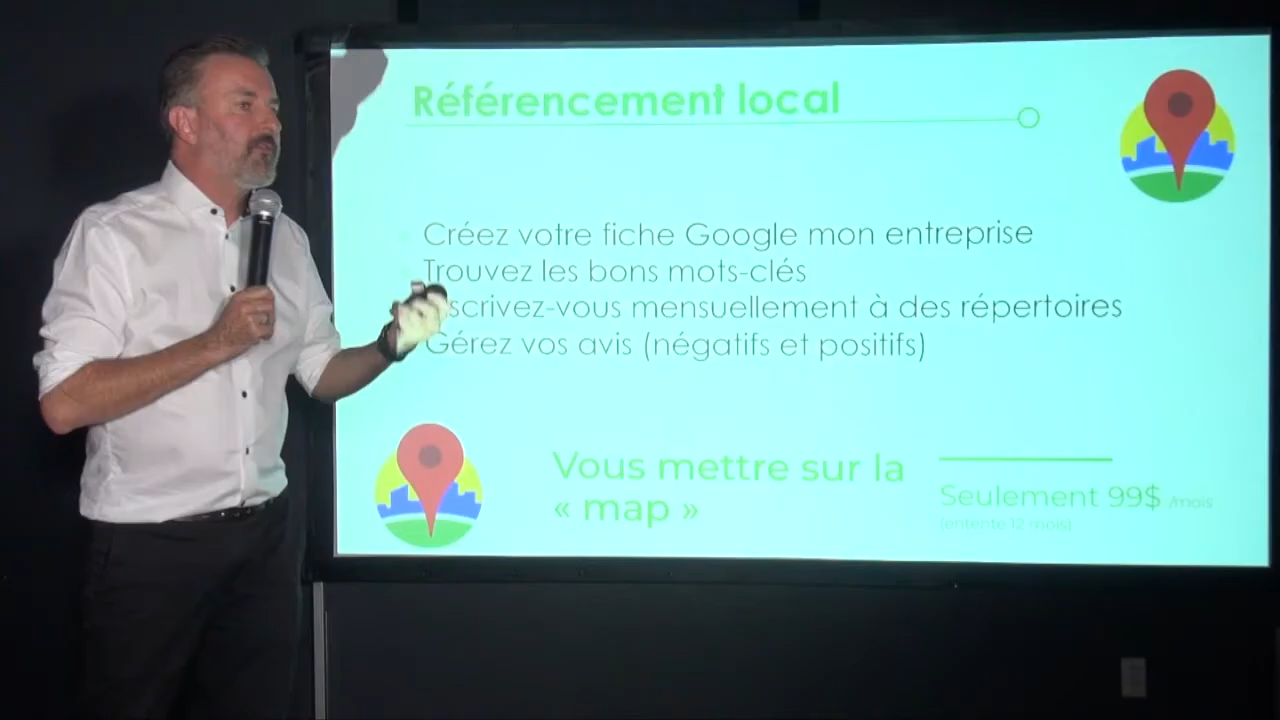 Référencement local
Créez votre fiche Google mon entreprise
Trouvez les bons mots-clés
mensuellement à des répertoires
Gérez vos avis (négatifs et positifs)
Vous mettre sur la
« map »
Seulement 99$ /mois
(entente 12 mois)